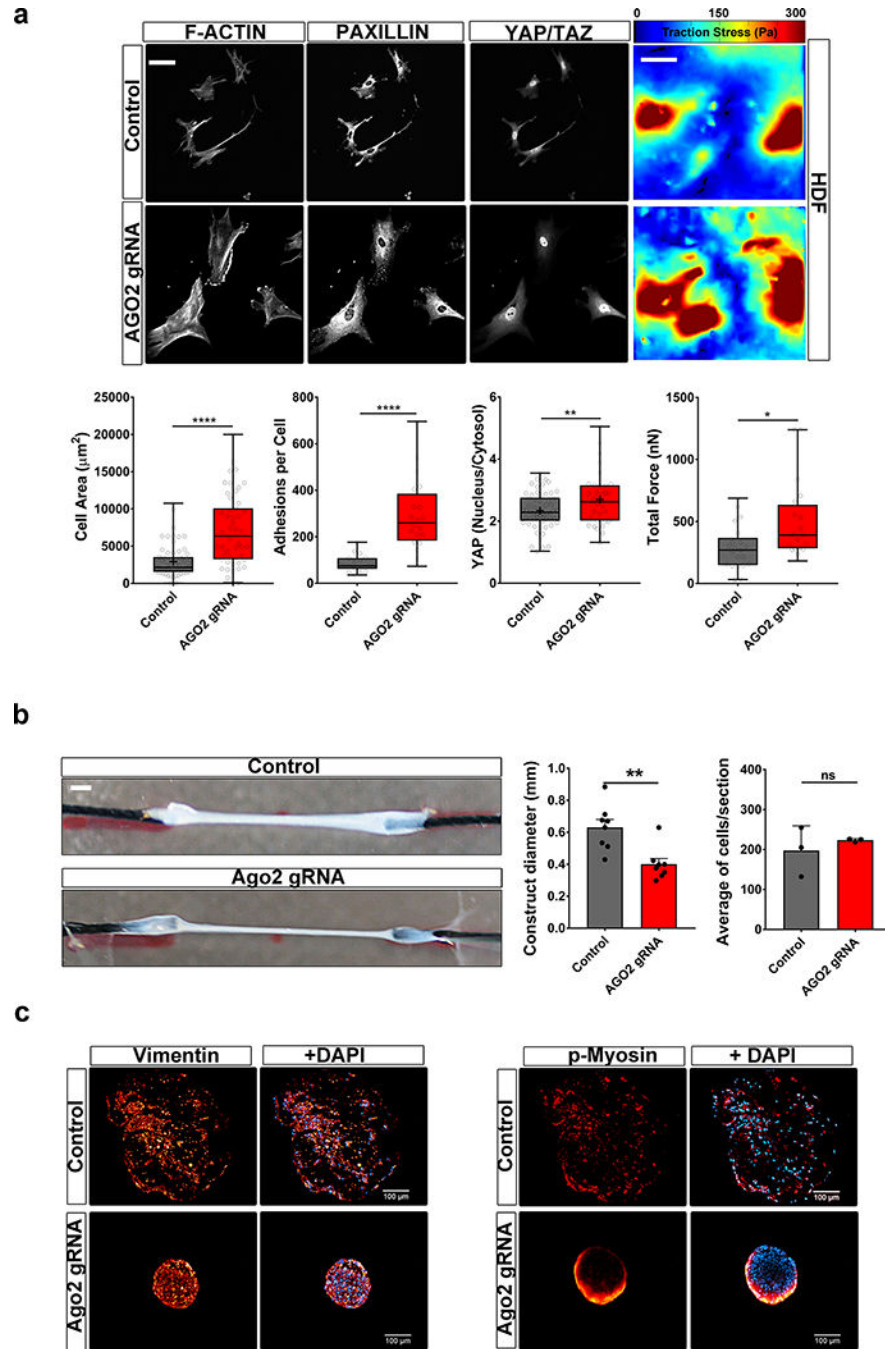 a
F-ACTIN PAXILLIN YAP/TAZ
0 150 300
Traction Stress (Pa)
Control
AGO2 gRNA
HDF
Cell Area (μm²)
25000
20000
15000
10000
5000
0
****
Control
AGO2 gRNA
Adhesions per Cell
800
600
400
200
0
****
Control
AGO2 gRNA
YAP (Nucleus/Cytosol)
6
4
2
0
**
Control
AGO2 gRNA
Total Force (nN)
1500
1000
500
0
*
Control
AGO2 gRNA
b
Control
Ago2 gRNA
Construct diameter (mm)
1.0
0.8
0.6
0.4
0.2
0.0
**
Control
AGO2 gRNA
Average of cells/section
400
300
200
100
0
ns
Control
AGO2 gRNA
c
Vimentin +DAPI
Control
100 μm
Ago2 gRNA
100 μm
p-Myosin + DAPI
Control
100 μm
Ago2 gRNA
100 μm